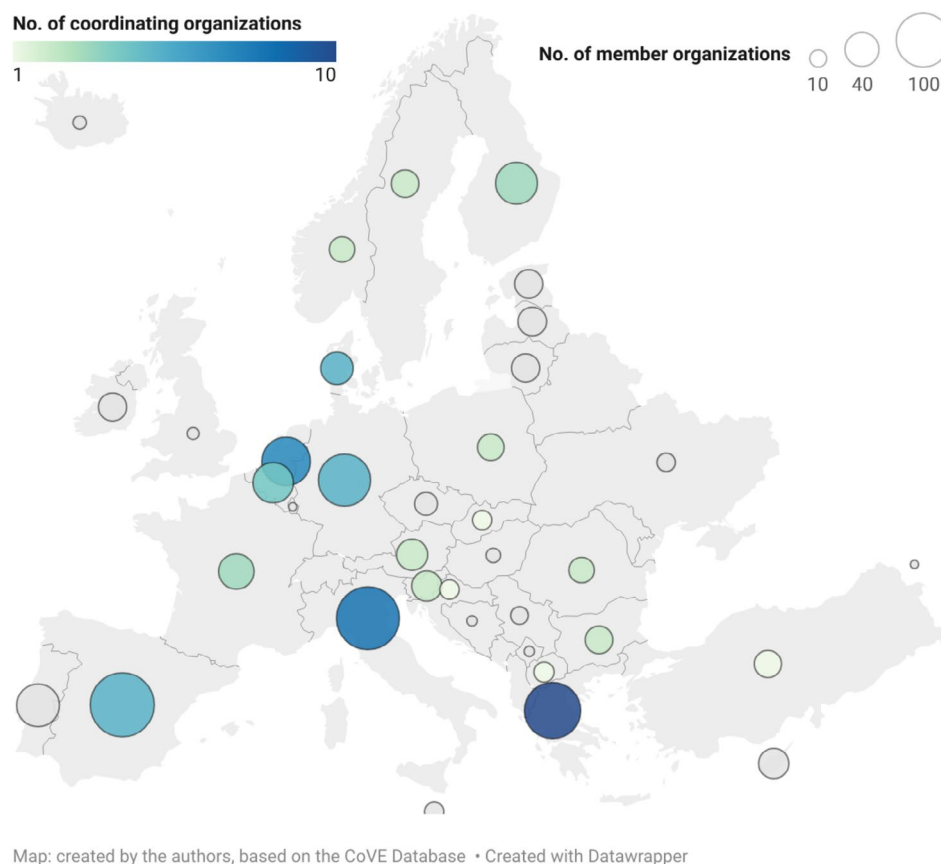 No. of coordinating organizations
1 10
No. of member organizations
10 40 100
Map: created by the authors, based on the CoVE Database • Created with Datawrapper